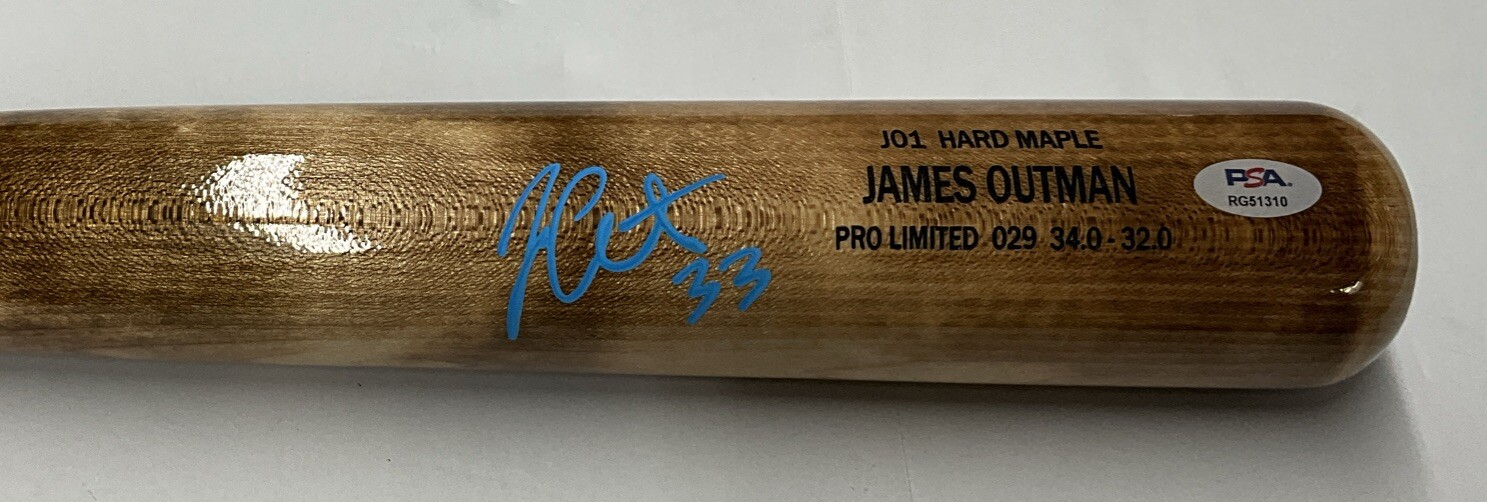 J01 HARD MAPLE
JAMES OUTMAN
PRO LIMITED 029 34.0-32.0
PSA.
RG51310
33